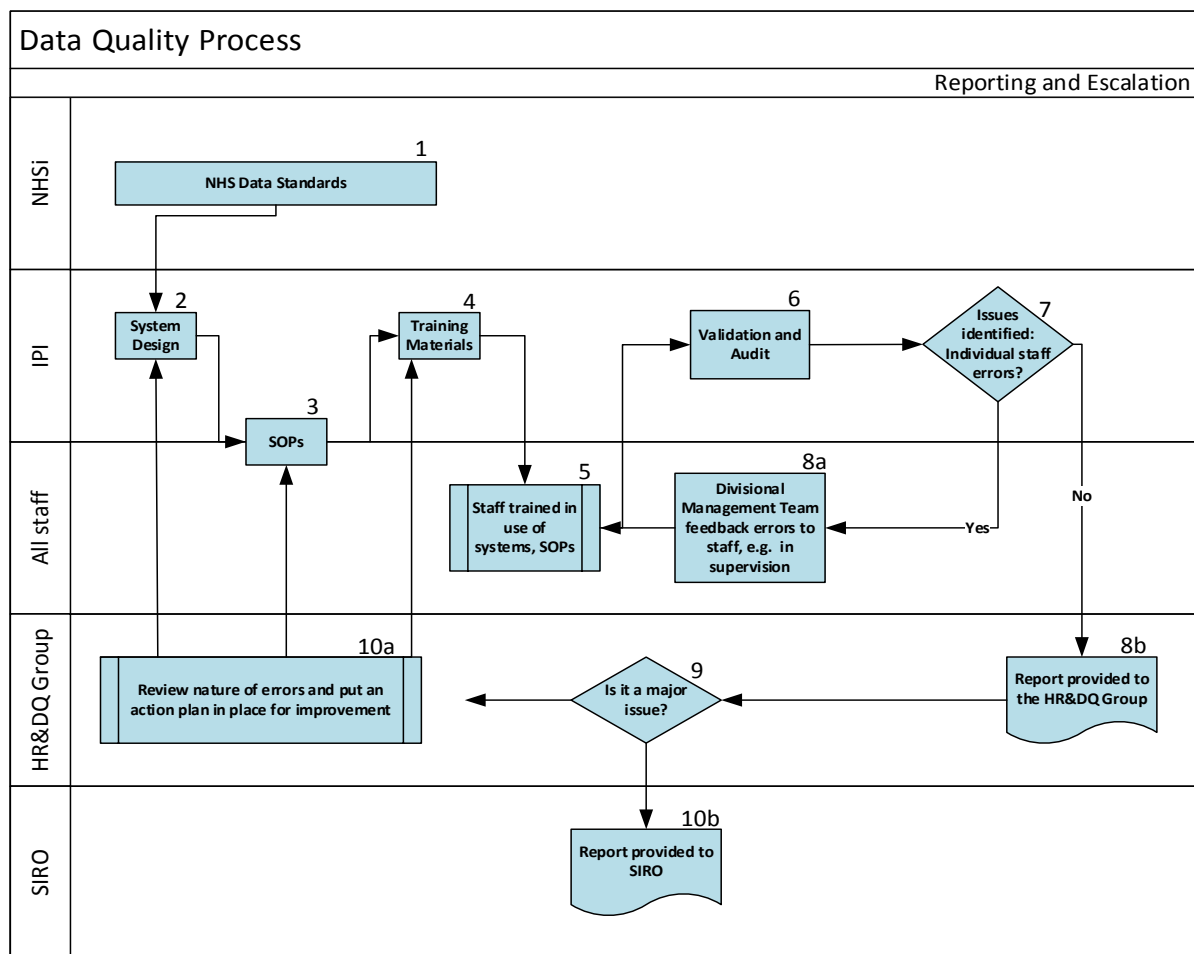 Data Quality Process
Reporting and Escalation
NHSi
1
NHS Data Standards
IPI
2
System
Design
3
SOPs
4
Training
Materials
6
Validation and
Audit
7
Issues
identified:
Individual staff
errors?
All staff
5
Staff trained in
use of
systems, SOPs
8a
Divisional
Management Team
feedback errors to
staff, e.g. in
supervision
Yes
No
HR&DQ Group
10a
Review nature of errors and put an
action plan in place for improvement
9
Is it a major
issue?
8b
Report provided to
the HR&DQ Group
SIRO
10b
Report provided to
SIRO